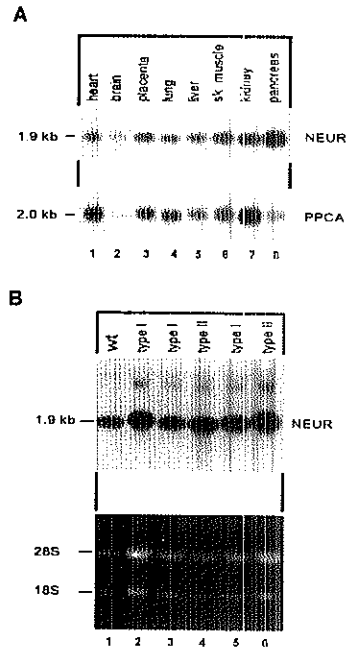 A
heart brain placenta lung liver sk muscle kidney pancreas
1.9 kb NEUR
2.0 kb PPCA
1 2 3 4 5 6 7 8
B
wt type I type I type II type I type II
1.9 kb NEUR
28S
18S
1 2 3 4 5 6